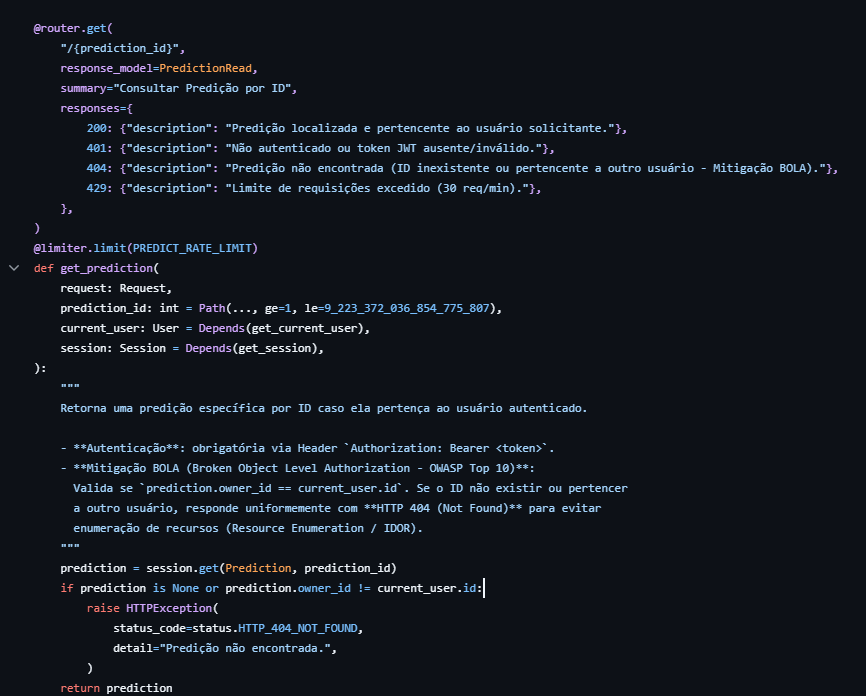 @router.get(
    "/{prediction_id}",
    response_model=PredictionRead,
    summary="Consultar Predição por ID",
    responses={
        200: {"description": "Predição localizada e pertencente ao usuário solicitante."},
        401: {"description": "Não autenticado ou token JWT ausente/inválido."},
        404: {"description": "Predição não encontrada (ID inexistente ou pertencente a outro usuário - Mitigação BOLA)."},
        429: {"description": "Limite de requisições excedido (30 req/min)."},
    },
)
@limiter.limit(PREDICT_RATE_LIMIT)
def get_prediction(
    request: Request,
    prediction_id: int = Path(..., ge=1, le=9_223_372_036_854_775_807),
    current_user: User = Depends(get_current_user),
    session: Session = Depends(get_session),
):
    """
    Retorna uma predição específica por ID caso ela pertença ao usuário autenticado.

    - **Autenticação**: obrigatória via Header `Authorization: Bearer <token>`.
    - **Mitigação BOLA (Broken Object Level Authorization - OWASP Top 10)**:
      Valida se `prediction.owner_id == current_user.id`. Se o ID não existir ou pertencer
      a outro usuário, responde uniformemente com **HTTP 404 (Not Found)** para evitar
      enumeração de recursos (Resource Enumeration / IDOR).
    """
    prediction = session.get(Prediction, prediction_id)
    if prediction is None or prediction.owner_id != current_user.id:
        raise HTTPException(
            status_code=status.HTTP_404_NOT_FOUND,
            detail="Predição não encontrada.",
        )
    return prediction